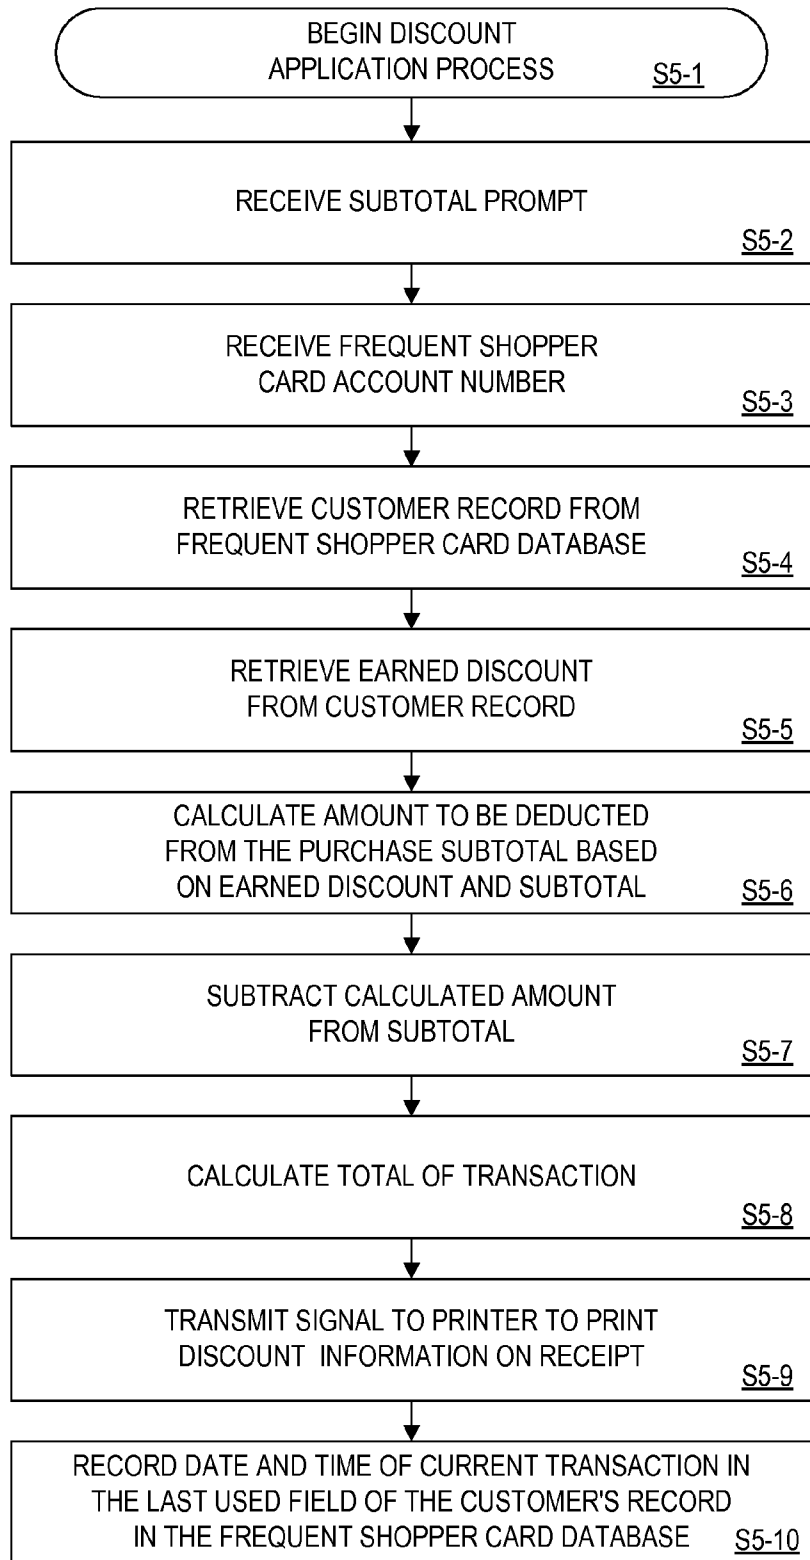 BEGIN DISCOUNT
APPLICATION PROCESS
S5-1
RECEIVE SUBTOTAL PROMPT
S5-2
RECEIVE FREQUENT SHOPPER
CARD ACCOUNT NUMBER
S5-3
RETRIEVE CUSTOMER RECORD FROM
FREQUENT SHOPPER CARD DATABASE
S5-4
RETRIEVE EARNED DISCOUNT
FROM CUSTOMER RECORD
S5-5
CALCULATE AMOUNT TO BE DEDUCTED
FROM THE PURCHASE SUBTOTAL BASED
ON EARNED DISCOUNT AND SUBTOTAL
S5-6
SUBTRACT CALCULATED AMOUNT
FROM SUBTOTAL
S5-7
CALCULATE TOTAL OF TRANSACTION
S5-8
TRANSMIT SIGNAL TO PRINTER TO PRINT
DISCOUNT INFORMATION ON RECEIPT
S5-9
RECORD DATE AND TIME OF CURRENT TRANSACTION IN
THE LAST USED FIELD OF THE CUSTOMER'S RECORD
IN THE FREQUENT SHOPPER CARD DATABASE
S5-10